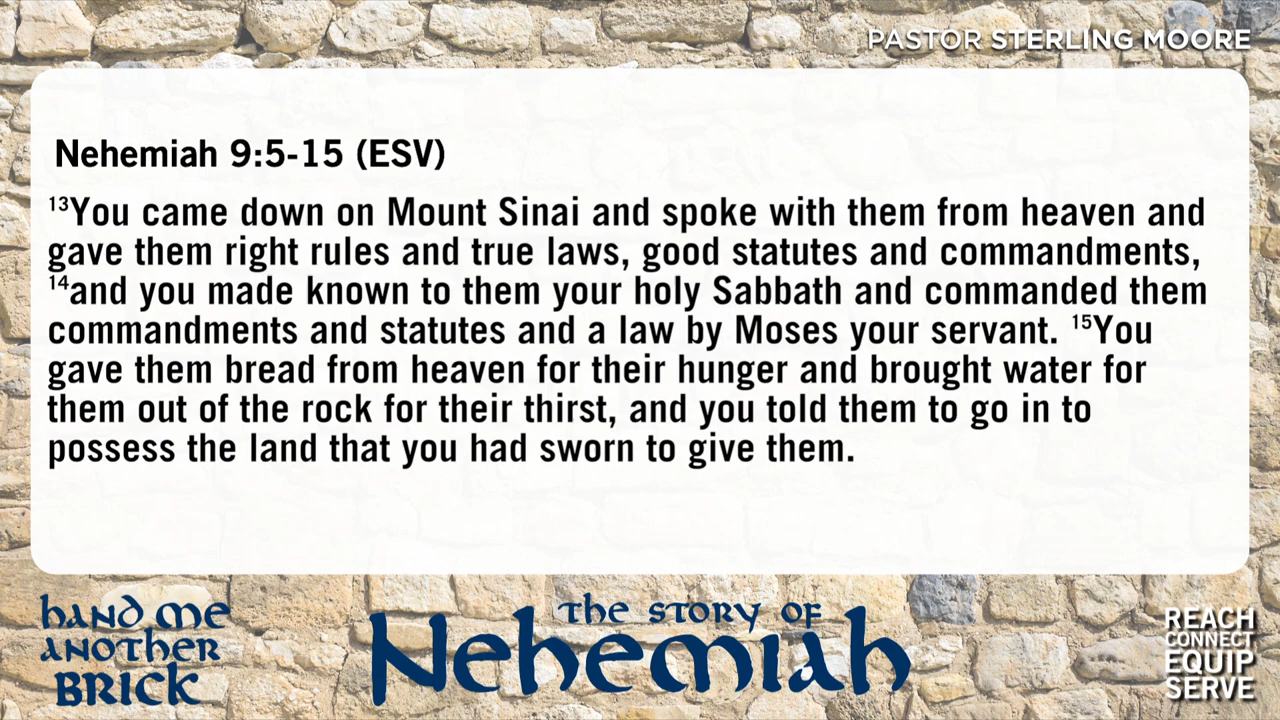 PASTOR STERLING MOORE
Nehemiah 9:5-15 (ESV)
¹³You came down on Mount Sinai and spoke with them from heaven and
gave them right rules and true laws, good statutes and commandments,
¹⁴and you made known to them your holy Sabbath and commanded them
commandments and statutes and a law by Moses your servant. ¹⁵You
gave them bread from heaven for their hunger and brought water for
them out of the rock for their thirst, and you told them to go in to
possess the land that you had sworn to give them.
hand me
another
BRICK
the story of
Nehemiah
REACH
CONNECT
EQUIP
SERVE